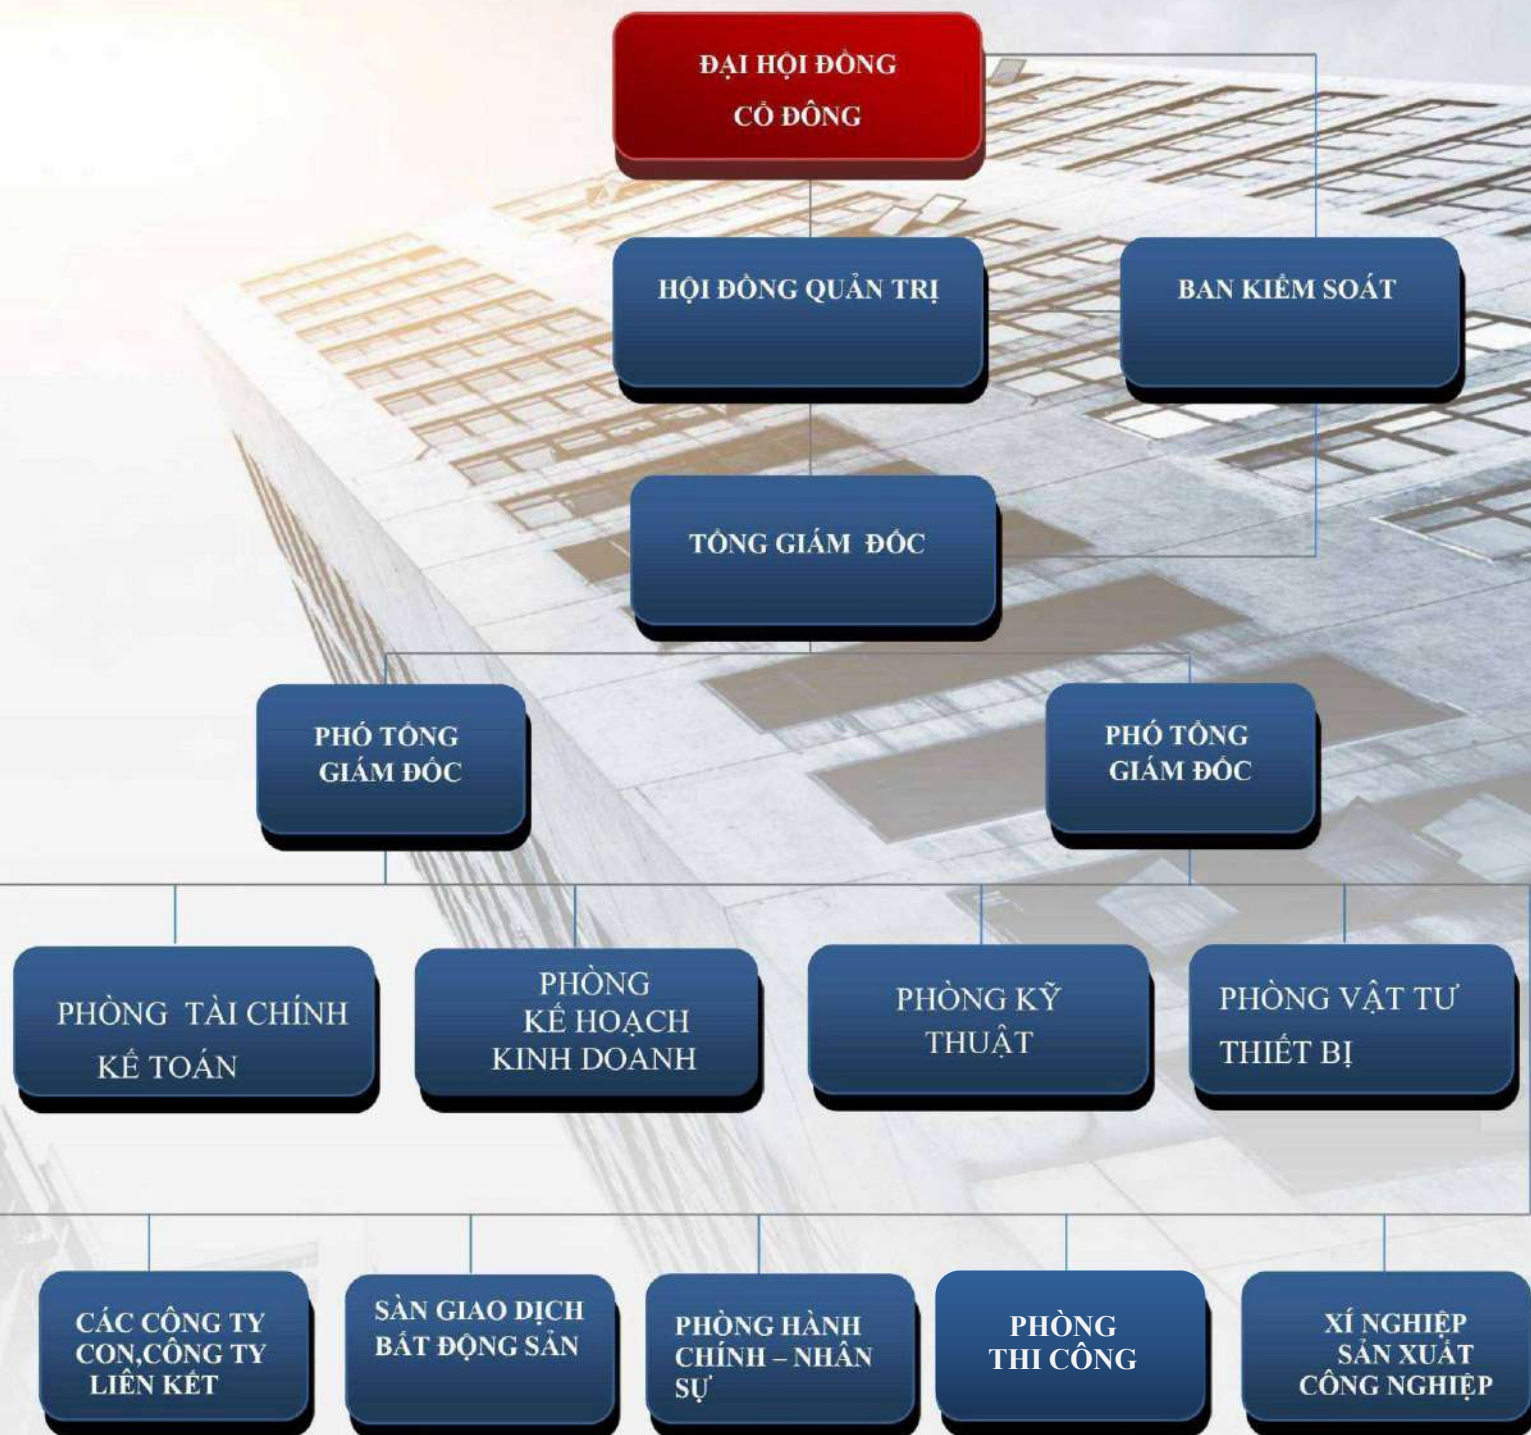 ĐẠI HỘI ĐỒNG
CỔ ĐÔNG
HỘI ĐỒNG QUẢN TRỊ
BAN KIỂM SOÁT
TỔNG GIÁM ĐỐC
PHÓ TỔNG
GIÁM ĐỐC
PHÓ TỔNG
GIÁM ĐỐC
PHÒNG TÀI CHÍNH
KẾ TOÁN
PHÒNG
KẾ HOẠCH
KINH DOANH
PHÒNG KỸ
THUẬT
PHÒNG VẬT TƯ
THIẾT BỊ
CÁC CÔNG TY
CON,CÔNG TY
LIÊN KẾT
SÀN GIAO DỊCH
BẤT ĐỘNG SẢN
PHÒNG HÀNH
CHÍNH – NHÂN
SỰ
PHÒNG
THI CÔNG
XÍ NGHIỆP
SẢN XUẤT
CÔNG NGHIỆP